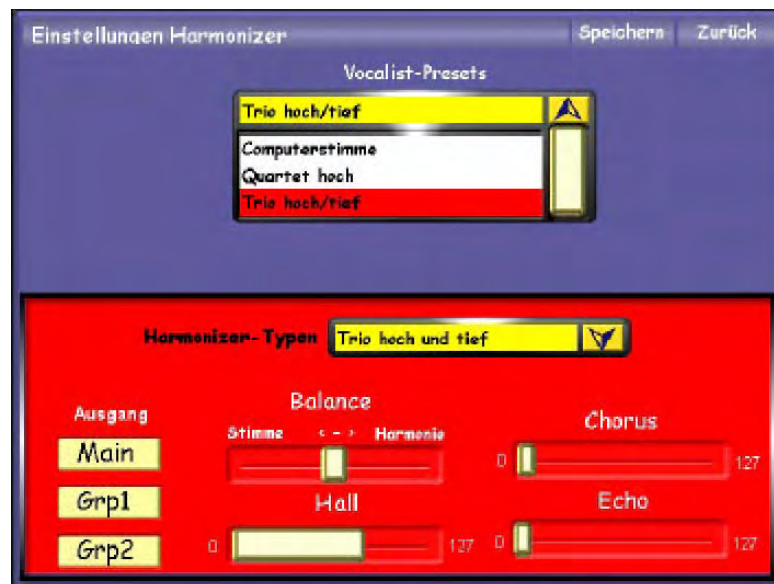 Einstellungen Harmonizer Speichern Zurück
Vocalist-Presets
Trio hoch/tief
Computerstimme
Quartet hoch
Trio hoch/tief
Harmonizer-Typen Trio hoch und tief
Ausgang
Main
Grp1
Grp2
Balance
Stimme < - > Harmonie
Hall
0 127
Chorus
0 127
Echo
0 127